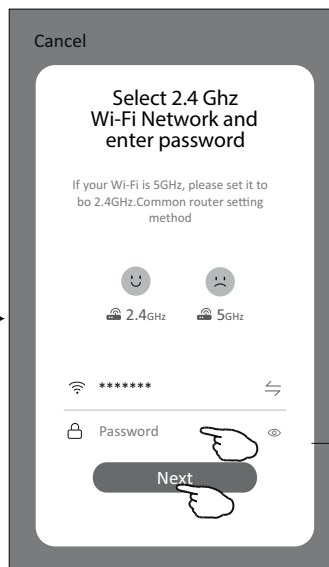 Cancel
Select 2.4 Ghz
Wi-Fi Network and
enter password
If your Wi-Fi is 5GHz, please set it to
bo 2.4GHz.Common router setting
method
2.4GHz 5GHz
*******
Password
Next